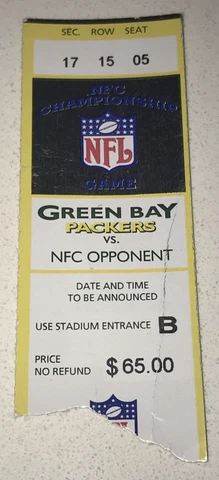 SEC. ROW SEAT
17 15 05
NFC
CHAMPIONSHIP
NFL
GAME
GREEN BAY
PACKERS
VS.
NFC OPPONENT
DATE AND TIME
TO BE ANNOUNCED
USE STADIUM ENTRANCE B
PRICE
NO REFUND $65.00